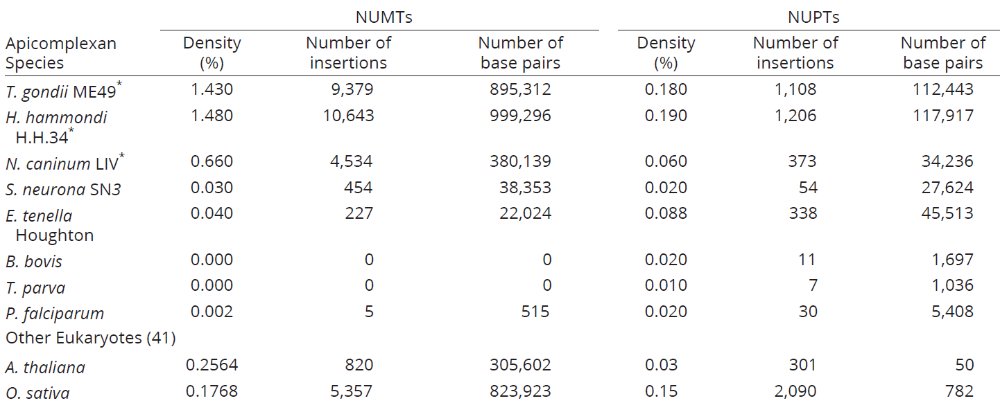 NUMTs NUPTs
Apicomplexan Density Number of Number of Density Number of Number of
Species (%) insertions base pairs (%) insertions base pairs
T. gondii ME49* 1.430 9,379 895,312 0.180 1,108 112,443
H. hammondi 1.480 10,643 999,296 0.190 1,206 117,917
H.H.34*
N. caninum LIV* 0.660 4,534 380,139 0.060 373 34,236
S. neurona SN3 0.030 454 38,353 0.020 54 27,624
E. tenella 0.040 227 22,024 0.088 338 45,513
Houghton
B. bovis 0.000 0 0 0.020 11 1,697
T. parva 0.000 0 0 0.010 7 1,036
P. falciparum 0.002 5 515 0.020 30 5,408
Other Eukaryotes (41)
A. thaliana 0.2564 820 305,602 0.03 301 50
O. sativa 0.1768 5,357 823,923 0.15 2,090 782